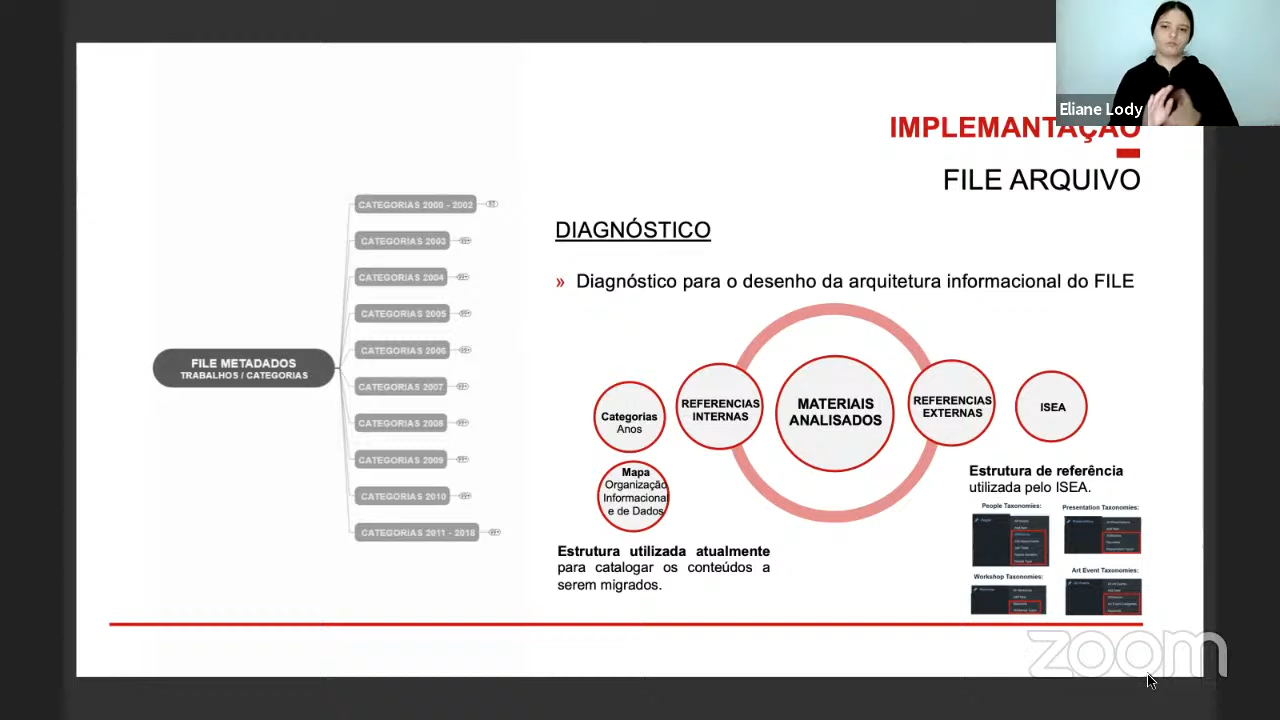 Eliane Lody
IMPLEMANTAÇÃO
FILE ARQUIVO
DIAGNÓSTICO
» Diagnóstico para o desenho da arquitetura informacional do FILE
FILE METADADOS
TRABALHOS / CATEGORIAS
CATEGORIAS 2000 - 2002
CATEGORIAS 2003
CATEGORIAS 2004
CATEGORIAS 2005
CATEGORIAS 2006
CATEGORIAS 2007
CATEGORIAS 2008
CATEGORIAS 2009
CATEGORIAS 2010
CATEGORIAS 2011 - 2018
Categorias
Anos
Mapa
Organização
Informacional
e de Dados
REFERENCIAS
INTERNAS
MATERIAIS
ANALISADOS
REFERENCIAS
EXTERNAS
ISEA
Estrutura utilizada atualmente
para catalogar os conteúdos a
serem migrados.
Estrutura de referência
utilizada pelo ISEA.
People Taxonomies:
Presentation Taxonomies:
Workshop Taxonomies:
Art Event Taxonomies:
zoom